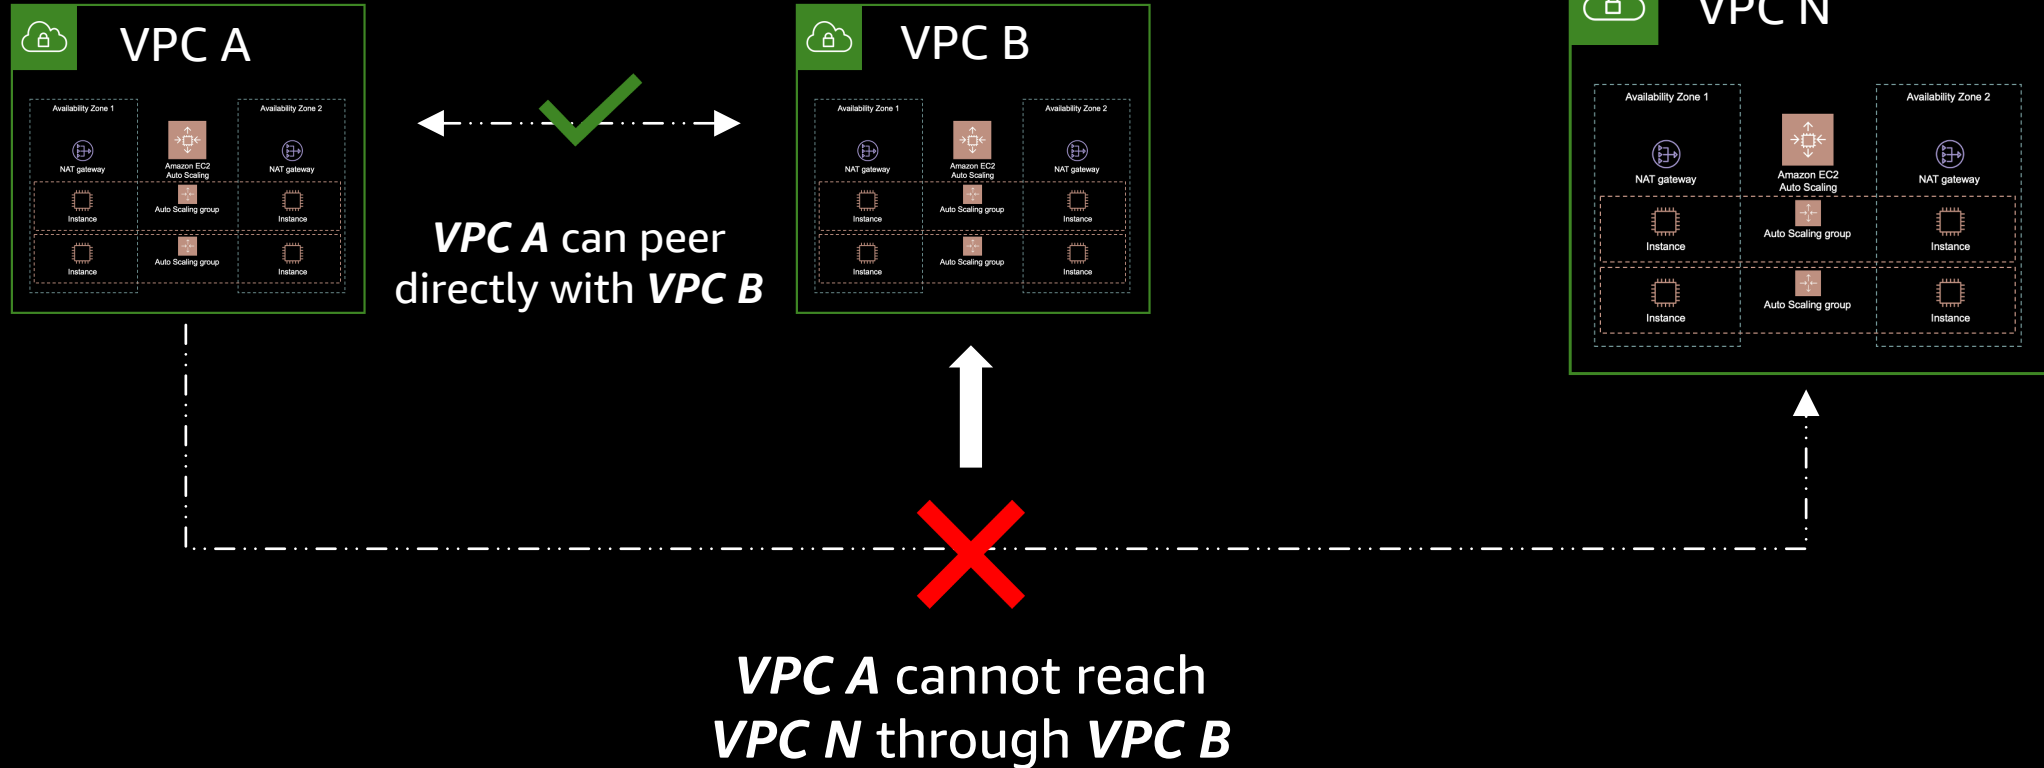 VPC A
Availability Zone 1
Availability Zone 2
NAT gateway
Amazon EC2
Auto Scaling
NAT gateway
Instance
Auto Scaling group
Instance
Instance
Auto Scaling group
Instance
VPC A can peer
directly with VPC B
VPC B
Availability Zone 1
Availability Zone 2
NAT gateway
Amazon EC2
Auto Scaling
NAT gateway
Instance
Auto Scaling group
Instance
Instance
Auto Scaling group
Instance
VPC N
Availability Zone 1
Availability Zone 2
NAT gateway
Amazon EC2
Auto Scaling
NAT gateway
Instance
Auto Scaling group
Instance
Instance
Auto Scaling group
Instance
VPC A cannot reach
VPC N through VPC B